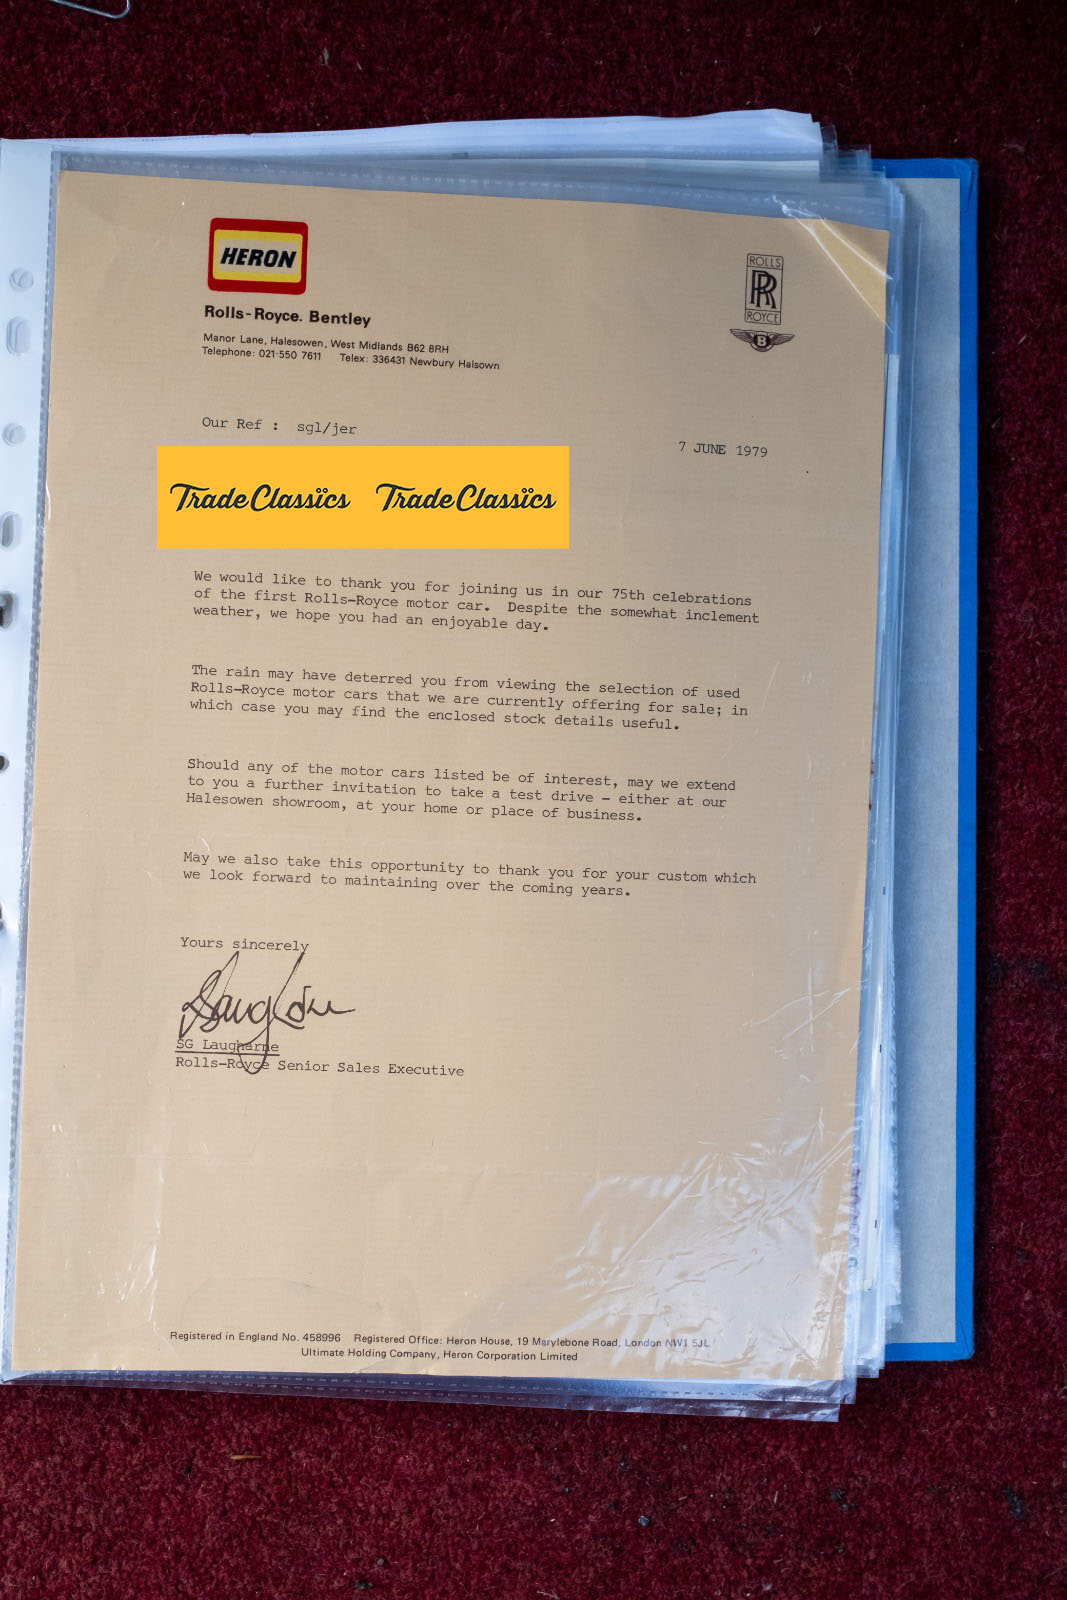 HERON
Rolls-Royce. Bentley
Manor Lane, Halesowen, West Midlands B62 8RH
Telephone: 021-550 7611 Telex: 336431 Newbury Halsown
ROLLS
RR
ROYCE
B
Our Ref : sgl/jer
7 JUNE 1979
TradeClassïcs TradeClassïcs
We would like to thank you for joining us in our 75th celebrations
of the first Rolls-Royce motor car. Despite the somewhat inclement
weather, we hope you had an enjoyable day.
The rain may have deterred you from viewing the selection of used
Rolls-Royce motor cars that we are currently offering for sale; in
which case you may find the enclosed stock details useful.
Should any of the motor cars listed be of interest, may we extend
to you a further invitation to take a test drive - either at our
Halesowen showroom, at your home or place of business.
May we also take this opportunity to thank you for your custom which
we look forward to maintaining over the coming years.
Yours sincerely
SG Laugharne
Rolls-Royce Senior Sales Executive
Registered in England No. 458996 Registered Office: Heron House, 19 Marylebone Road, London NW1 5JL
Ultimate Holding Company, Heron Corporation Limited